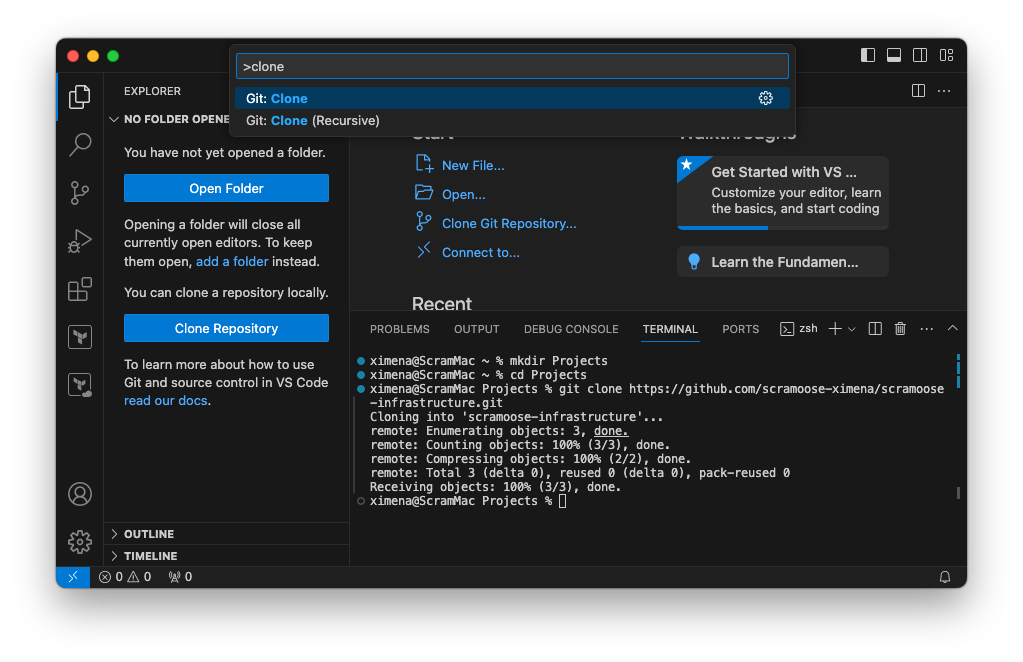 >clone
Git: Clone
Git: Clone (Recursive)
EXPLORER
NO FOLDER OPENE
You have not yet opened a folder.
Open Folder
Opening a folder will close all
currently open editors. To keep
them open, add a folder instead.
You can clone a repository locally.
Clone Repository
To learn more about how to use
Git and source control in VS Code
read our docs.
OUTLINE
TIMELINE
Start
New File...
Open...
Clone Git Repository...
Connect to...
Recent
Walkthroughs
Get Started with VS ...
Customize your editor, learn
the basics, and start coding
Learn the Fundamen...
PROBLEMS OUTPUT DEBUG CONSOLE TERMINAL PORTS zsh
ximena@ScramMac ~ % mkdir Projects
ximena@ScramMac ~ % cd Projects
ximena@ScramMac Projects % git clone https://github.com/scramoose-ximena/scramoose
-infrastructure.git
Cloning into 'scramoose-infrastructure'...
remote: Enumerating objects: 3, done.
remote: Counting objects: 100% (3/3), done.
remote: Compressing objects: 100% (2/2), done.
remote: Total 3 (delta 0), reused 0 (delta 0), pack-reused 0
Receiving objects: 100% (3/3), done.
ximena@ScramMac Projects %
0 0 0